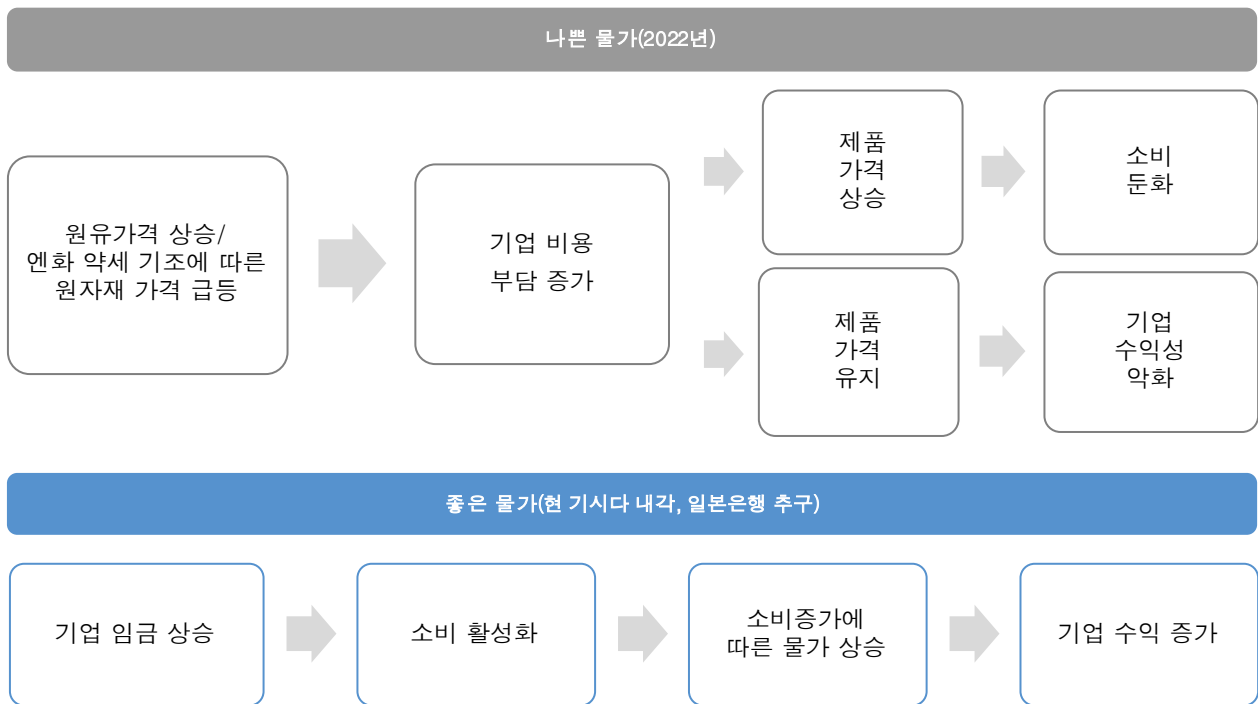 나쁜 물가(2022년)
원유가격 상승/
엔화 약세 기조에 따른
원자재 가격 급등
기업 비용
부담 증가
제품
가격
상승
소비
둔화
제품
가격
유지
기업
수익성
악화
좋은 물가(현 기시다 내각, 일본은행 추구)
기업 임금 상승
소비 활성화
소비증가에
따른 물가 상승
기업 수익 증가